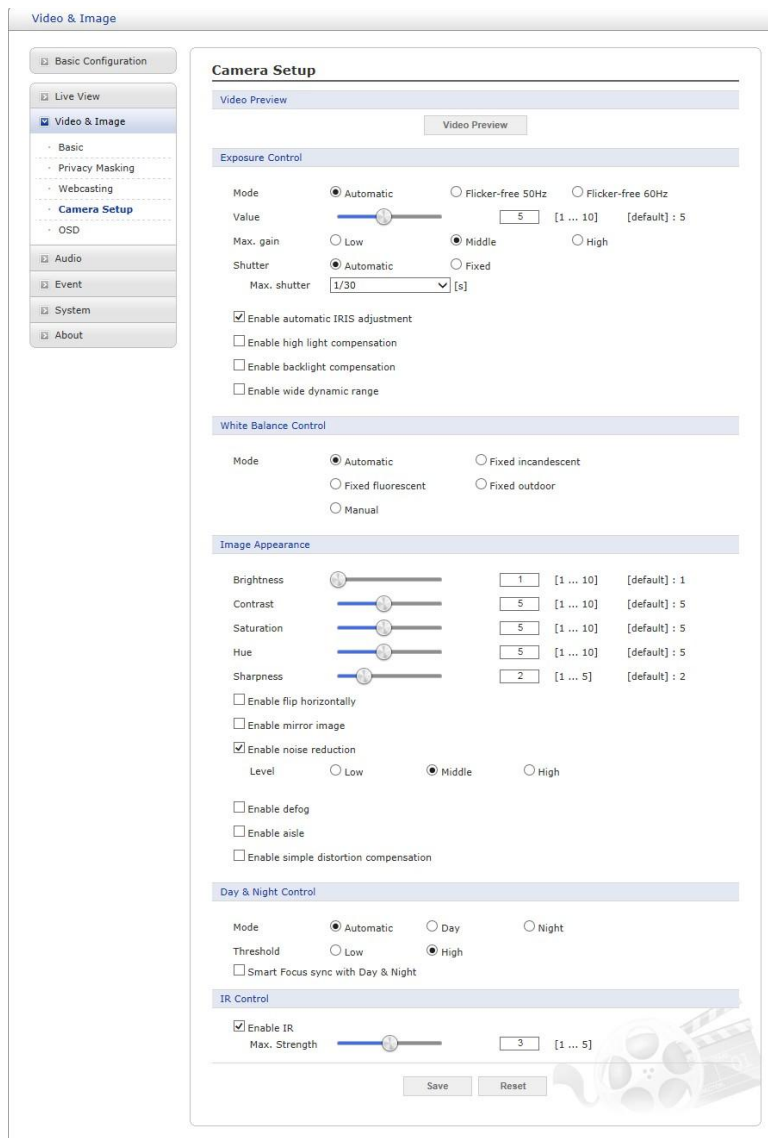 Video & Image
Basic Configuration
Live View
Video & Image
Basic
Privacy Masking
Webcasting
Camera Setup
OSD
Audio
Event
System
About
Camera Setup
Video Preview
Video Preview
Exposure Control
Mode Automatic Flicker-free 50Hz Flicker-free 60Hz
Value 5 [1 ... 10] [default] : 5
Max. gain Low Middle High
Shutter Automatic Fixed
Max. shutter 1/30 [s]
Enable automatic IRIS adjustment
Enable high light compensation
Enable backlight compensation
Enable wide dynamic range
White Balance Control
Mode Automatic Fixed incandescent
Fixed fluorescent Fixed outdoor
Manual
Image Appearance
Brightness 1 [1 ... 10] [default] : 1
Contrast 5 [1 ... 10] [default] : 5
Saturation 5 [1 ... 10] [default] : 5
Hue 5 [1 ... 10] [default] : 5
Sharpness 2 [1 ... 5] [default] : 2
Enable flip horizontally
Enable mirror image
Enable noise reduction
Level Low Middle High
Enable defog
Enable aisle
Enable simple distortion compensation
Day & Night Control
Mode Automatic Day Night
Threshold Low High
Smart Focus sync with Day & Night
IR Control
Enable IR
Max. Strength 3 [1 ... 5]
Save Reset